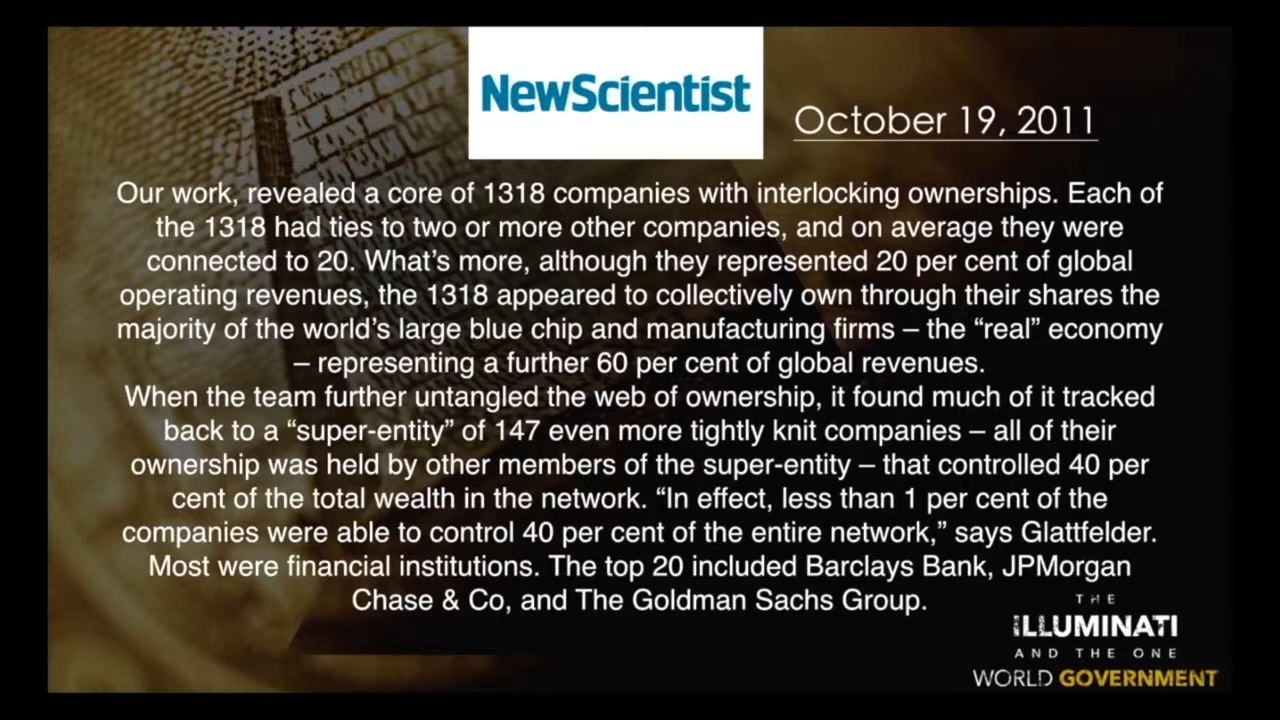 NewScientist
October 19, 2011
Our work, revealed a core of 1318 companies with interlocking ownerships. Each of
the 1318 had ties to two or more other companies, and on average they were
connected to 20. What’s more, although they represented 20 per cent of global
operating revenues, the 1318 appeared to collectively own through their shares the
majority of the world’s large blue chip and manufacturing firms – the “real” economy
– representing a further 60 per cent of global revenues.
When the team further untangled the web of ownership, it found much of it tracked
back to a “super-entity” of 147 even more tightly knit companies – all of their
ownership was held by other members of the super-entity – that controlled 40 per
cent of the total wealth in the network. “In effect, less than 1 per cent of the
companies were able to control 40 per cent of the entire network,” says Glattfelder.
Most were financial institutions. The top 20 included Barclays Bank, JPMorgan
Chase & Co, and The Goldman Sachs Group.
THE
ILLUMINATI
AND THE ONE
WORLD GOVERNMENT